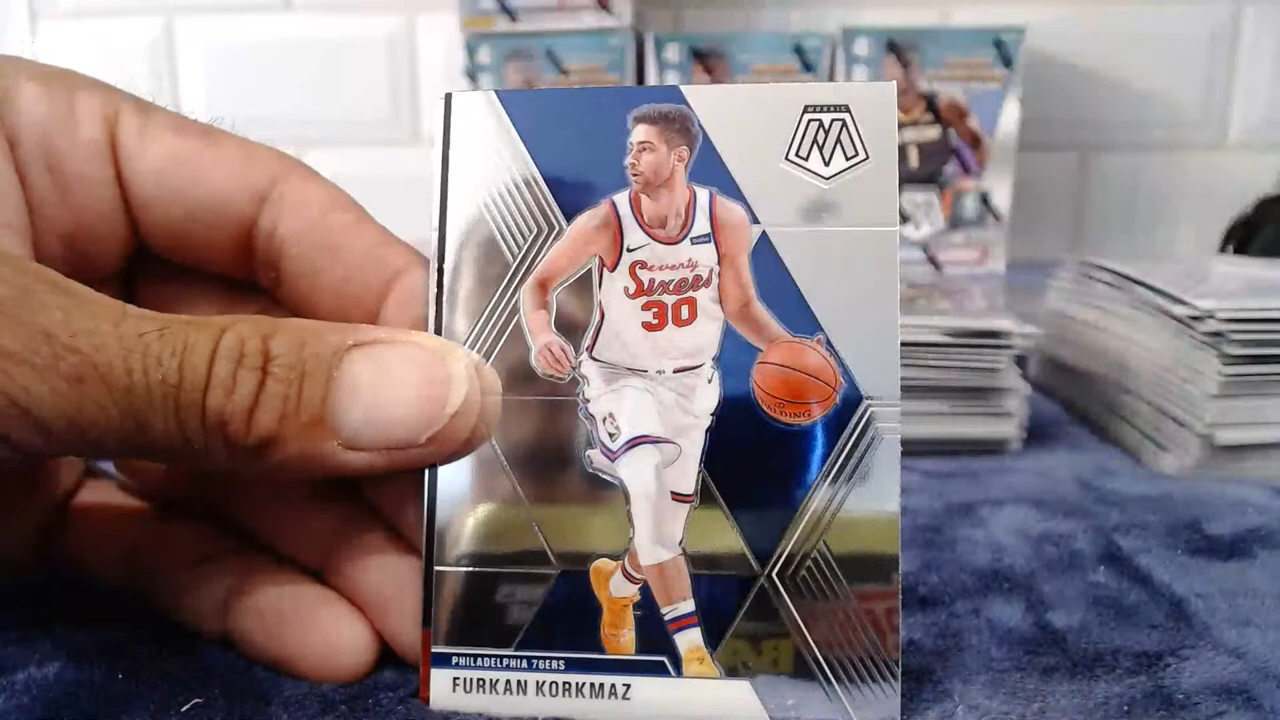 MOSAIC
Seventy
Sixers
30
SPALDING
PHILADELPHIA 76ERS
FURKAN KORKMAZ